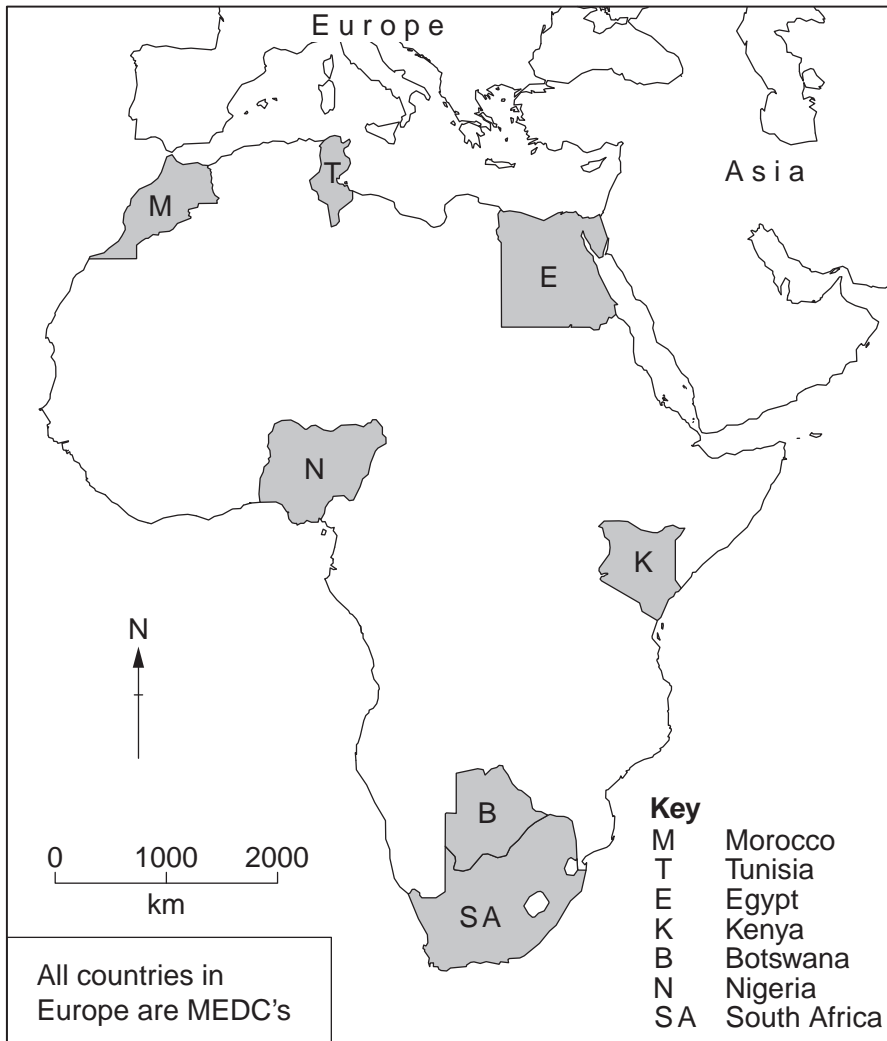 Europe
Asia
M
T
E
N
K
N
B
SA
0 1000 2000
km
All countries in
Europe are MEDC's
Key
M Morocco
T Tunisia
E Egypt
K Kenya
B Botswana
N Nigeria
SA South Africa